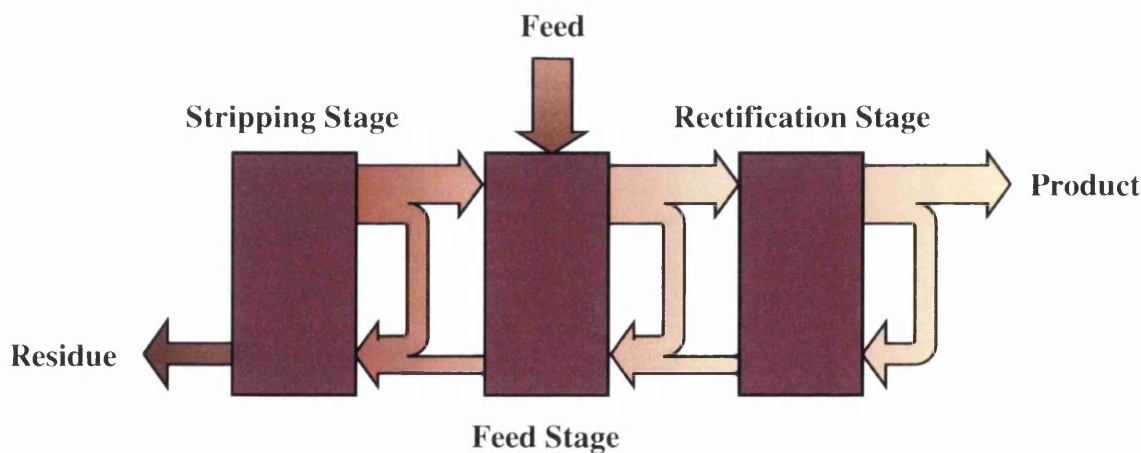 Feed
Stripping Stage
Rectification Stage
Product
Residue
Feed Stage